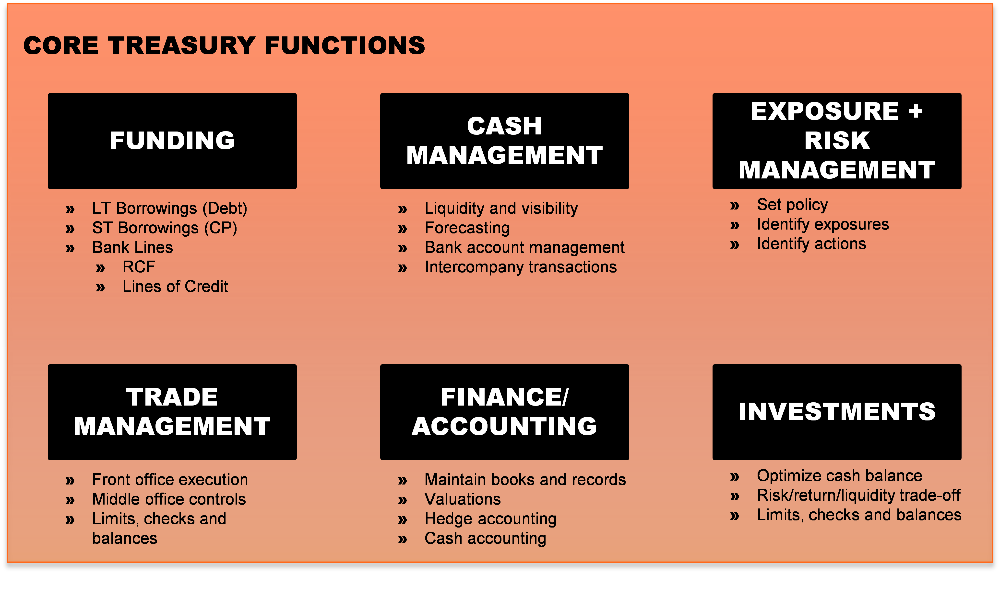 CORE TREASURY FUNCTIONS
FUNDING
» LT Borrowings (Debt)
» ST Borrowings (CP)
» Bank Lines
» RCF
» Lines of Credit
CASH
MANAGEMENT
» Liquidity and visibility
» Forecasting
» Bank account management
» Intercompany transactions
EXPOSURE +
RISK
MANAGEMENT
» Set policy
» Identify exposures
» Identify actions
TRADE
MANAGEMENT
» Front office execution
» Middle office controls
» Limits, checks and
balances
FINANCE/
ACCOUNTING
» Maintain books and records
» Valuations
» Hedge accounting
» Cash accounting
INVESTMENTS
» Optimize cash balance
» Risk/return/liquidity trade-off
» Limits, checks and balances